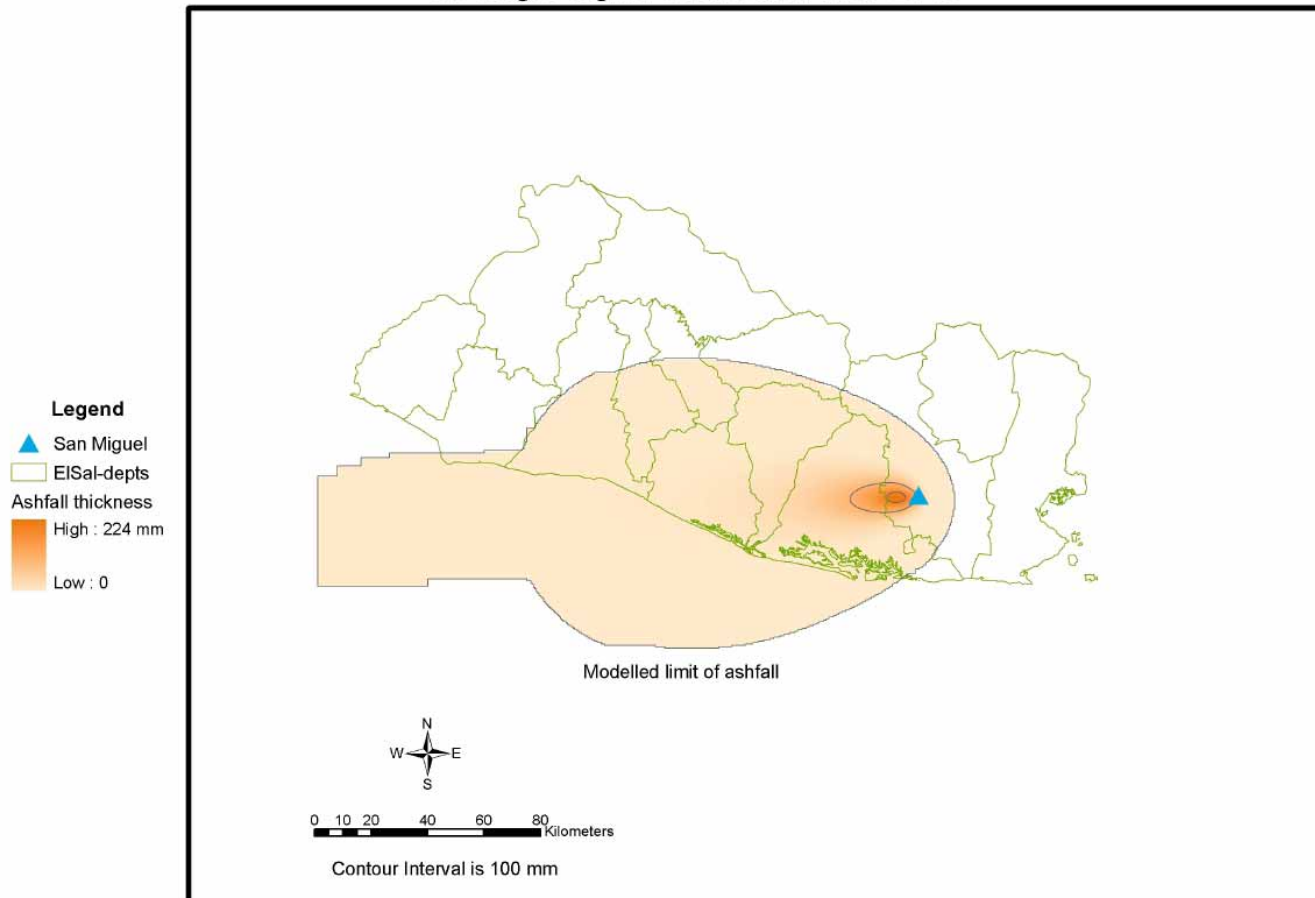 Legend
San Miguel
ElSal-depts
Ashfall thickness
High : 224 mm
Low : 0
Modelled limit of ashfall
N
W E
S
0 10 20 40 60 80
Kilometers
Contour Interval is 100 mm